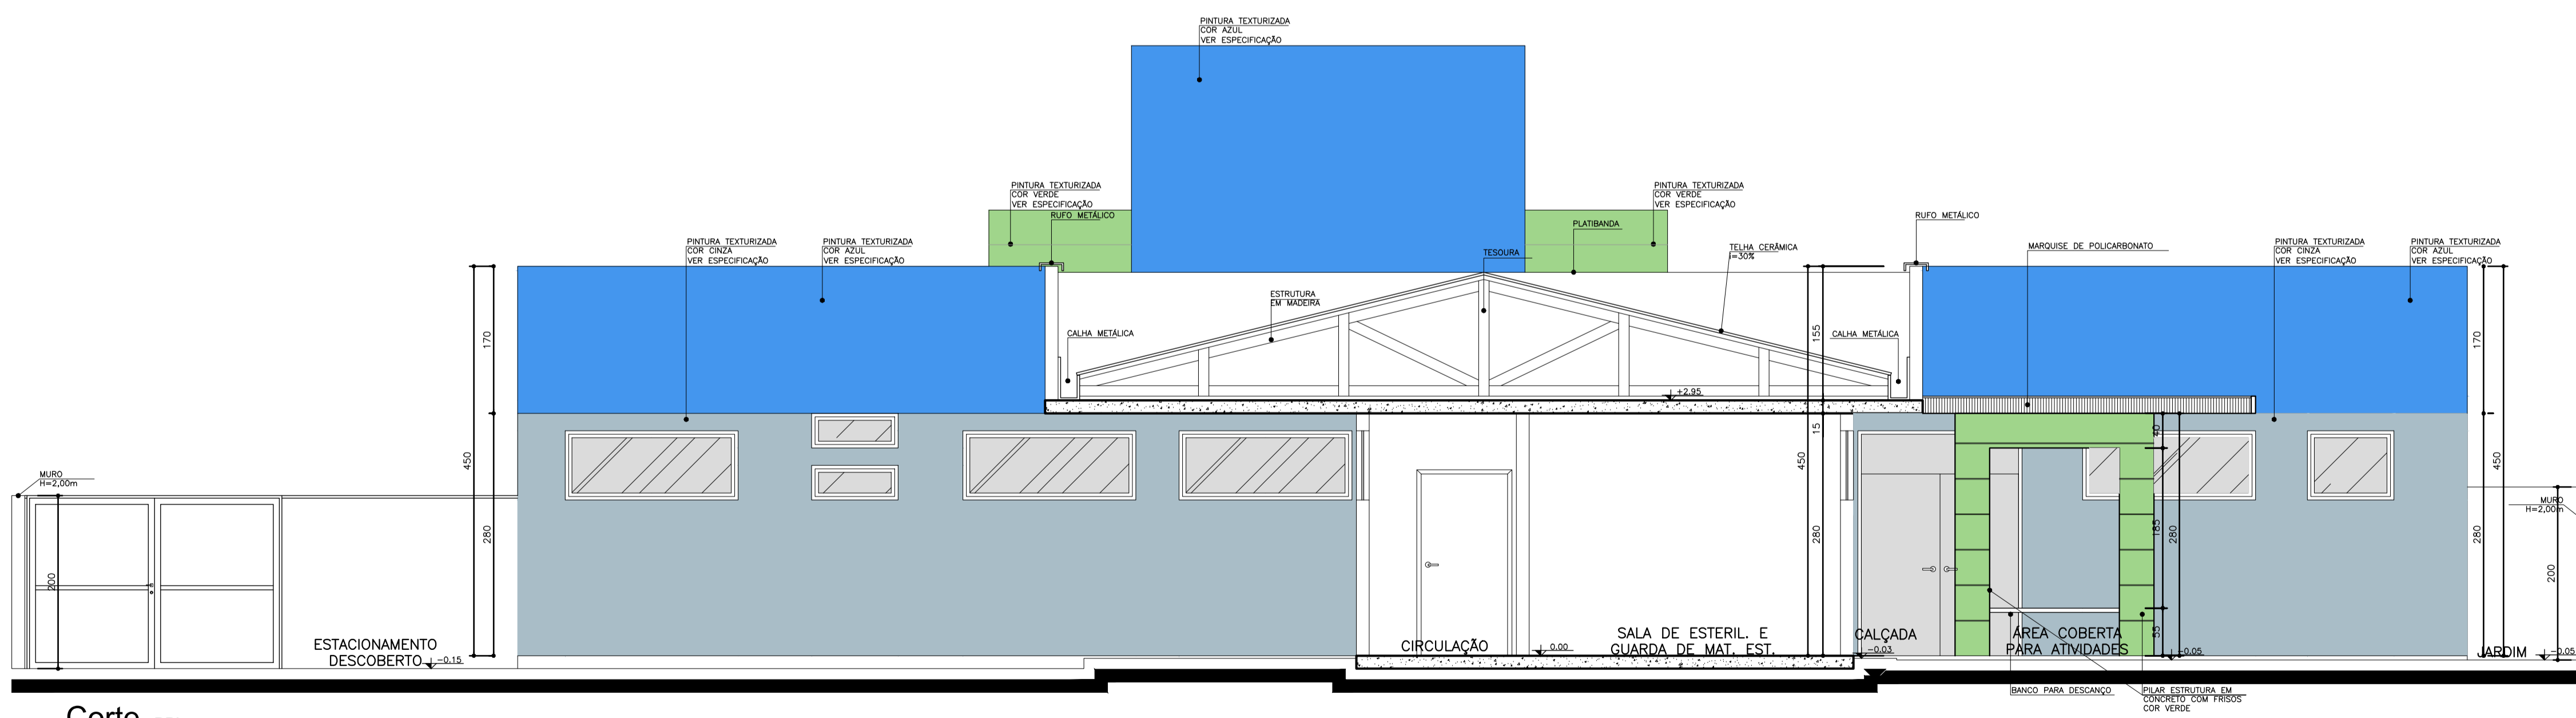 PINTURA TEXTURIZADA
COR AZUL
VER ESPECIFICAÇÃO
PINTURA TEXTURIZADA
COR VERDE
VER ESPECIFICAÇÃO
RUFO METÁLICO
PINTURA TEXTURIZADA
COR VERDE
VER ESPECIFICAÇÃO
PLATIBANDA
RUFO METÁLICO
PINTURA TEXTURIZADA
COR CINZA
VER ESPECIFICAÇÃO
PINTURA TEXTURIZADA
COR AZUL
VER ESPECIFICAÇÃO
TESOURA
TELHA CERÂMICA
i=30%
MARQUISE DE POLICARBONATO
PINTURA TEXTURIZADA
COR CINZA
VER ESPECIFICAÇÃO
PINTURA TEXTURIZADA
COR AZUL
VER ESPECIFICAÇÃO
ESTRUTURA
EM MADEIRA
CALHA METÁLICA
CALHA METÁLICA
170
155
170
+2.95
15
40
450
450
450
MURO
H=2,00m
MURO
H=2,00m
280
280
185
280
280
200
200
55
ESTACIONAMENTO
DESCOBERTO
-0.15
CIRCULAÇÃO
0.00
SALA DE ESTERIL. E
GUARDA DE MAT. EST.
CALÇADA
-0.03
ÁREA COBERTA
PARA ATIVIDADES
-0.05
JARDIM
-0.05
BANCO PARA DESCANÇO
PILAR ESTRUTURA EM
CONCRETO COM FRISOS
COR VERDE
Corte